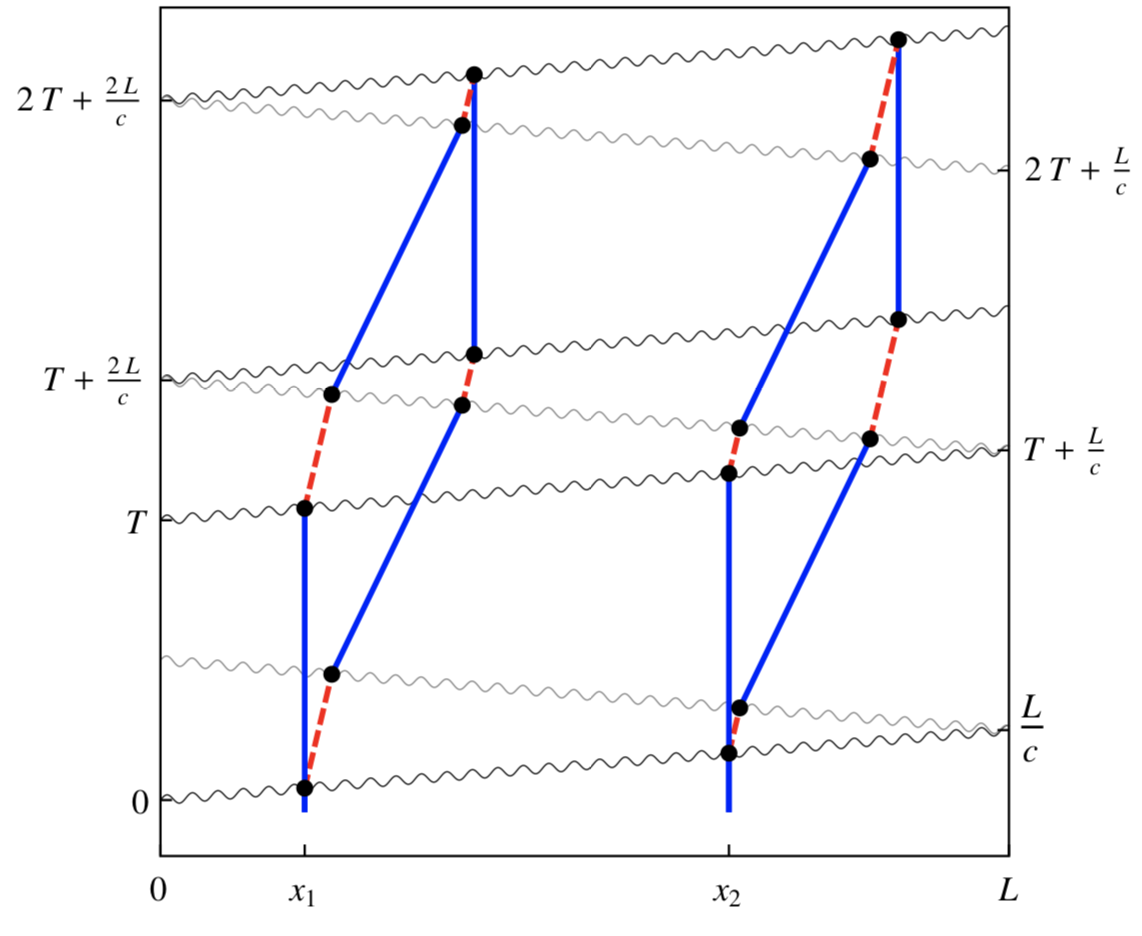 2 T + 2 L/c
2 T + L/c
T + 2 L/c
T + L/c
T
L/c
0
0
x₁
x₂
L